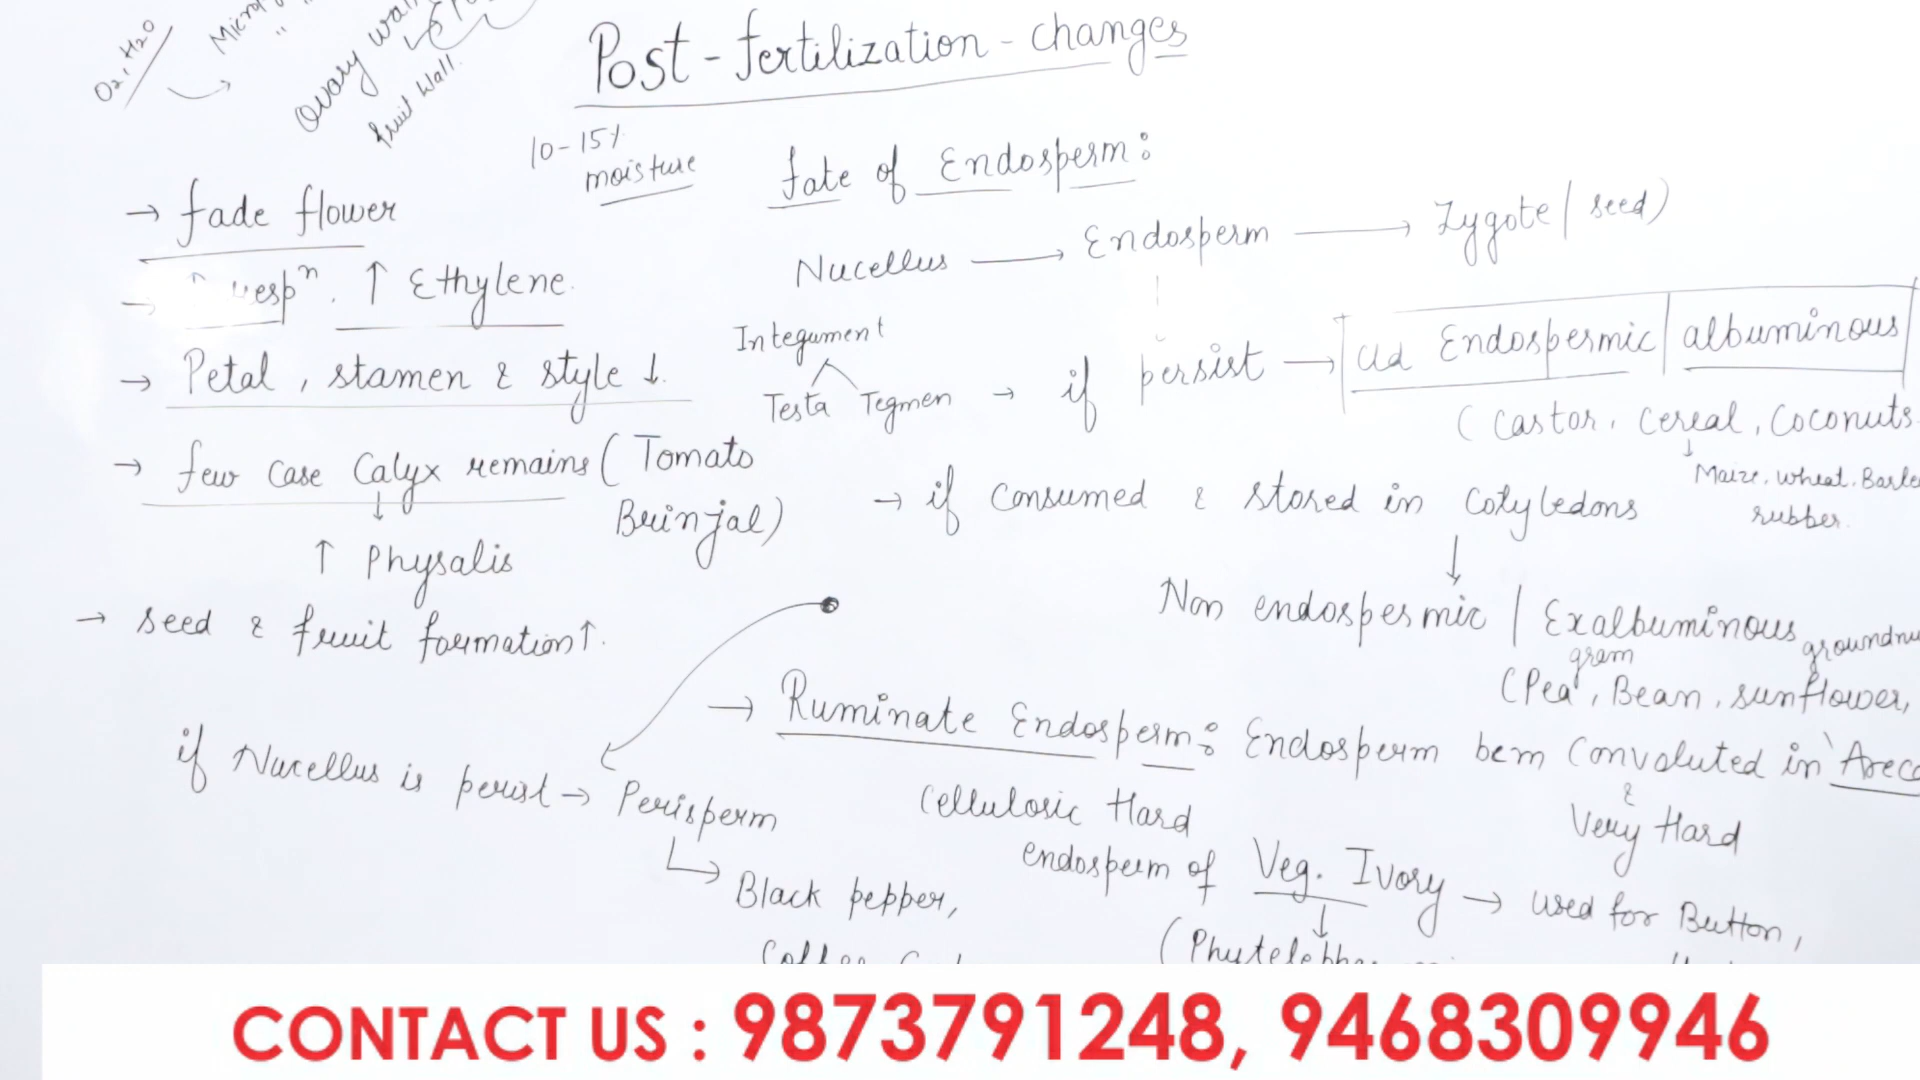 Post - fertilization - changes
O2, H2O
Ovary Wall
fruit Wall.
10-15%
moisture
fate of Endosperm:
→ fade flower
Nucellus → Endosperm → Zygote / seed)
↑ respⁿ. ↑ Ethylene.
Integument
Testa Tegmen
→ if persist → Endospermic / albuminous
→ Petal, stamen & style ↓.
(Castor, Cereal, Coconuts
Maize, wheat, Barle
rubber.
→ few case Calyx remains (Tomato
Brinjal)
→ if consumed & stored in cotyledons
↑ Physalis
Non endospermic / Exalbuminous
groundnu
gram
(Pea, Bean, sunflower,
→ seed & fruit formation ↑.
→ Ruminate Endosperm: Endosperm bem Convoluted in Areca
& Very Hard
if Nucellus is perist → Perisperm
Cellulosic Hard
endosperm of Veg. Ivory → used for Button,
Black pepper,
CONTACT US : 9873791248, 9468309946